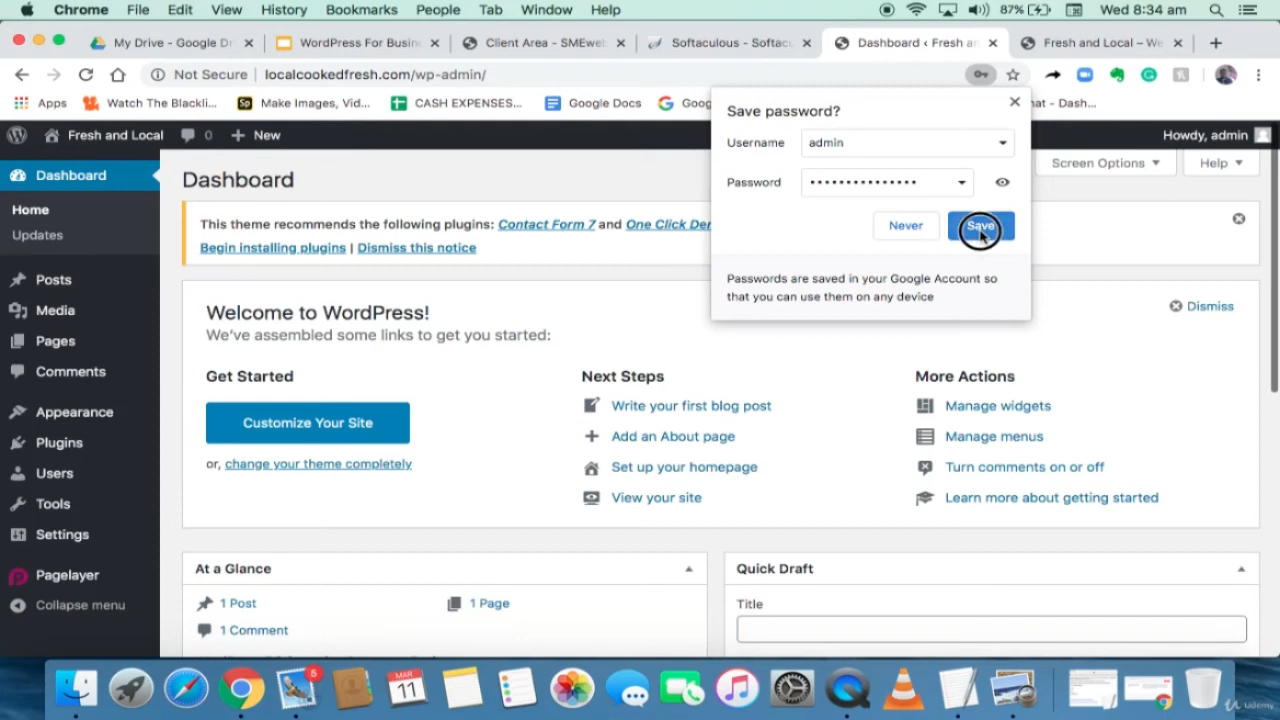 Chrome File Edit View History Bookmarks People Tab Window Help 87% Wed 8:34 am
My Drive - Google Dr × WordPress For Busin × Client Area - SMEweb × Softaculous - Softac × Dashboard ‹ Fresh an × Fresh and Local – We ×
Not Secure | localcookedfresh.com/wp-admin/
Apps Watch The Blackli... Sp Make Images, Vid... CASH EXPENSES... Google Docs Goog at - Dash...
Fresh and Local 0 + New Howdy, admin
Save password?
Username admin
Password •••••••••••••••
Never Save
Passwords are saved in your Google Account so
that you can use them on any device
Screen Options Help
Dashboard
Home
Updates
Posts
Media
Pages
Comments
Appearance
Plugins
Users
Tools
Settings
Pagelayer
Collapse menu
Dashboard
This theme recommends the following plugins: Contact Form 7 and One Click Der
Begin installing plugins | Dismiss this notice
Welcome to WordPress!
We've assembled some links to get you started:
Dismiss
Get Started
Customize Your Site
or, change your theme completely
Next Steps
Write your first blog post
Add an About page
Set up your homepage
View your site
More Actions
Manage widgets
Manage menus
Turn comments on or off
Learn more about getting started
At a Glance
1 Post 1 Page
1 Comment
Quick Draft
Title
5
MAR
11
Udemy